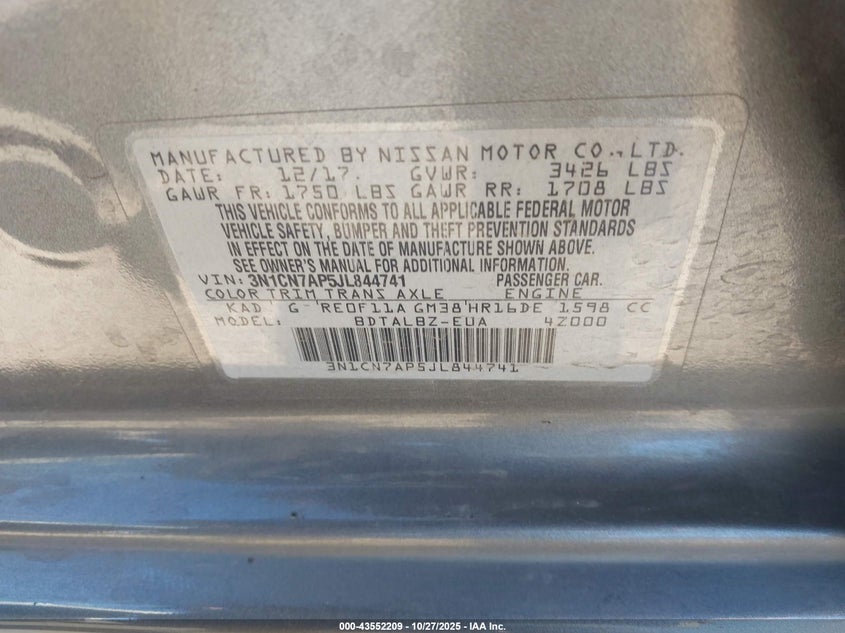 MANUFACTURED BY NISSAN MOTOR CO., LTD.
DATE: 12/17. GVWR: 3426 LBS
GAWR FR: 1750 LBS GAWR RR: 1708 LBS
THIS VEHICLE CONFORMS TO ALL APPLICABLE FEDERAL MOTOR
VEHICLE SAFETY, BUMPER AND THEFT PREVENTION STANDARDS
IN EFFECT ON THE DATE OF MANUFACTURE SHOWN ABOVE.
SEE OWNER'S MANUAL FOR ADDITIONAL INFORMATION.
VIN: 3N1CN7AP5JL844741 PASSENGER CAR.
COLOR TRIM TRANS AXLE ENGINE
KAD G RE0F11A GM38 HR16DE 1598 CC
MODEL: BDTALBZ-EUA 4Z000
3N1CN7AP5JL844741
000-43552209 - 10/27/2025 - IAA Inc.